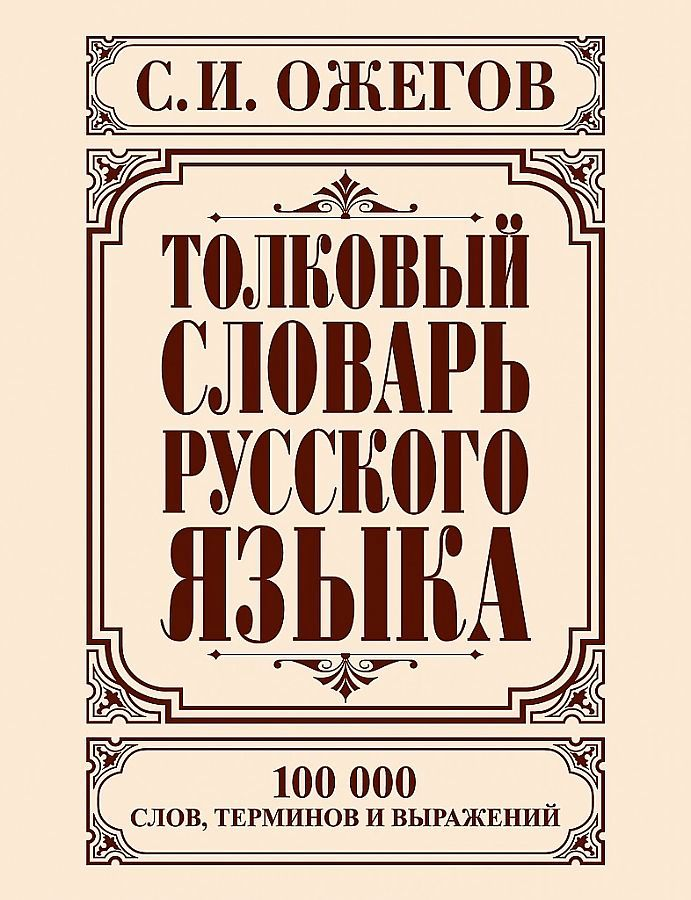 С. И. ОЖЕГОВ
ТОЛКОВЫЙ
СЛОВАРЬ
РУССКОГО
ЯЗЫКА
100 000
СЛОВ, ТЕРМИНОВ И ВЫРАЖЕНИЙ